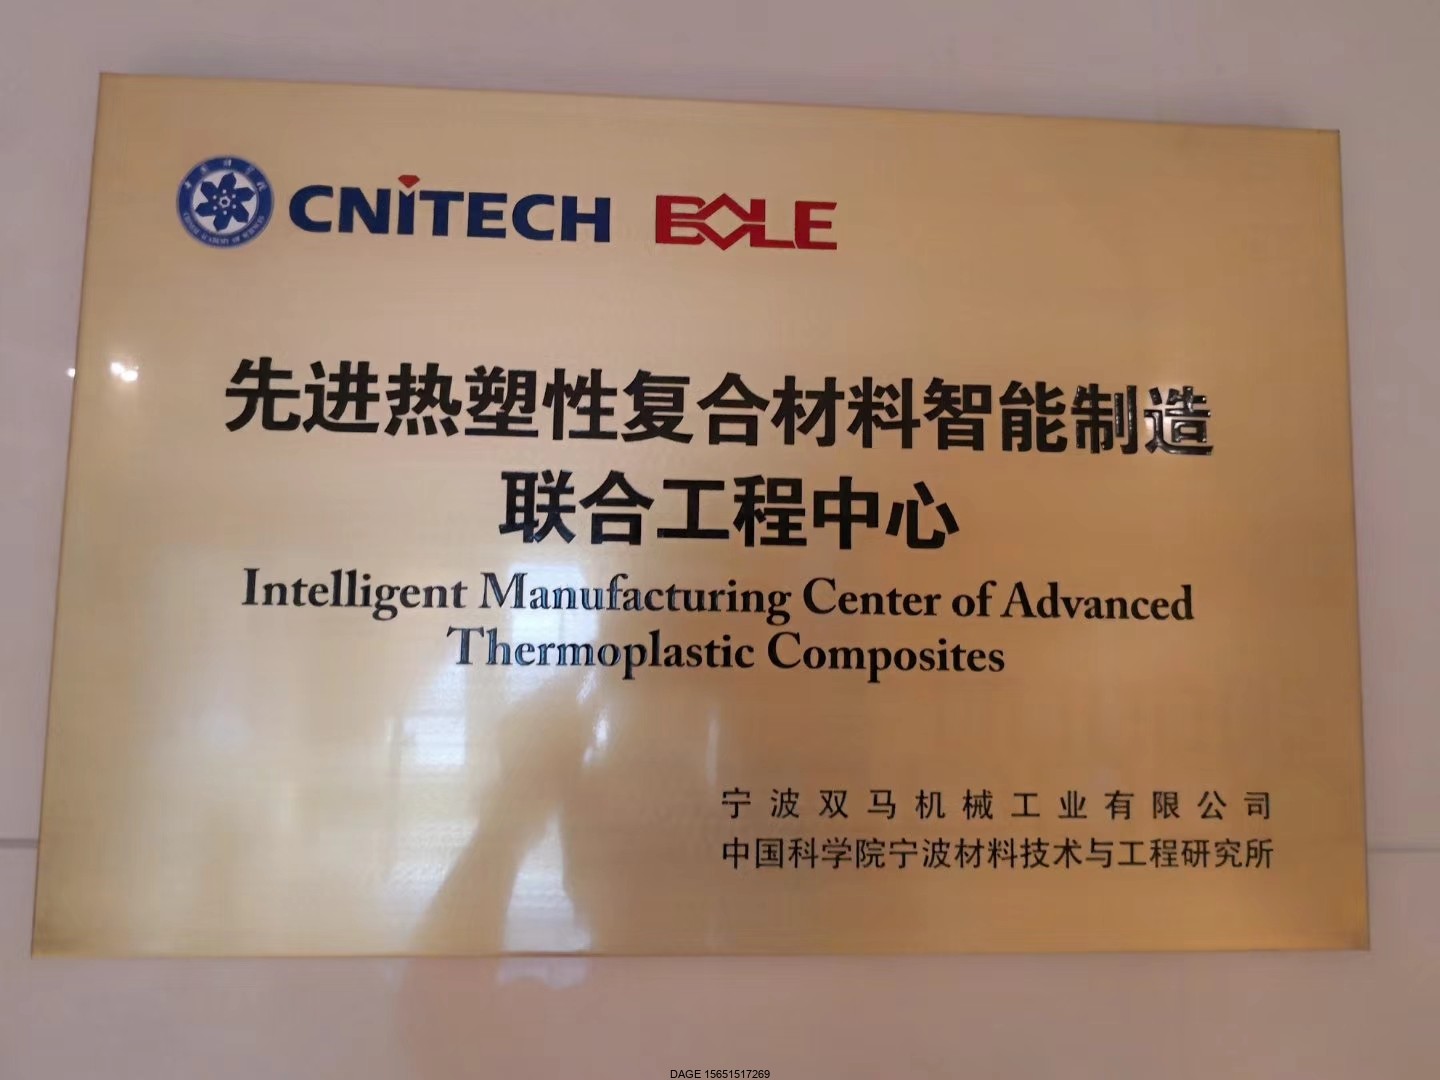 CNITECH BOLE
先进热塑性复合材料智能制造
联合工程中心
Intelligent Manufacturing Center of Advanced
Thermoplastic Composites
宁波双马机械工业有限公司
中国科学院宁波材料技术与工程研究所
DAGE 15651517269